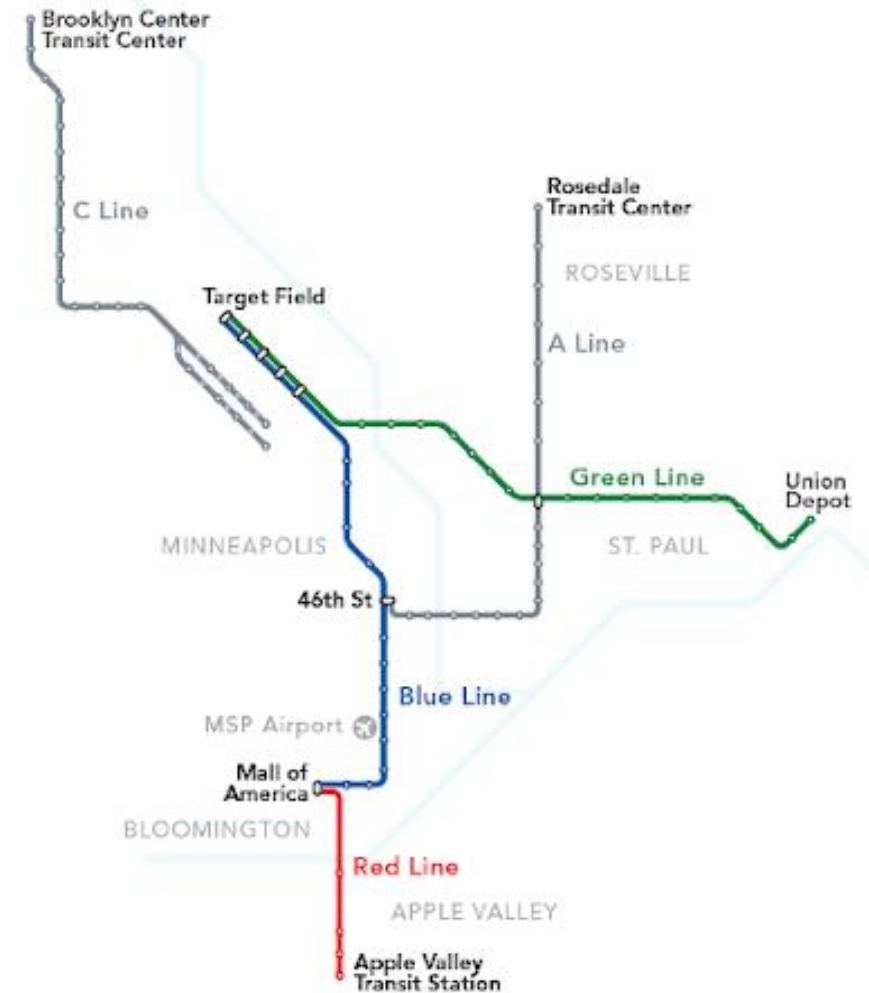 Brooklyn Center
Transit Center
Rosedale
Transit Center
C Line
ROSEVILLE
Target Field
A Line
Green Line
Union
Depot
MINNEAPOLIS
ST. PAUL
46th St
Blue Line
MSP Airport
Mall of
America
BLOOMINGTON
Red Line
APPLE VALLEY
Apple Valley
Transit Station